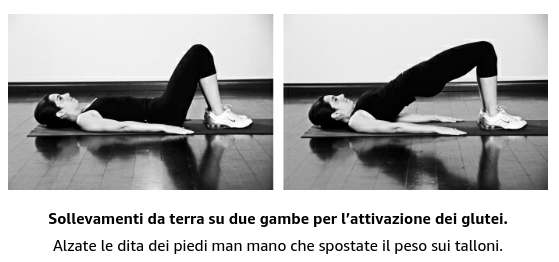 Sollevamenti da terra su due gambe per l’attivazione dei glutei.
Alzate le dita dei piedi man mano che spostate il peso sui talloni.